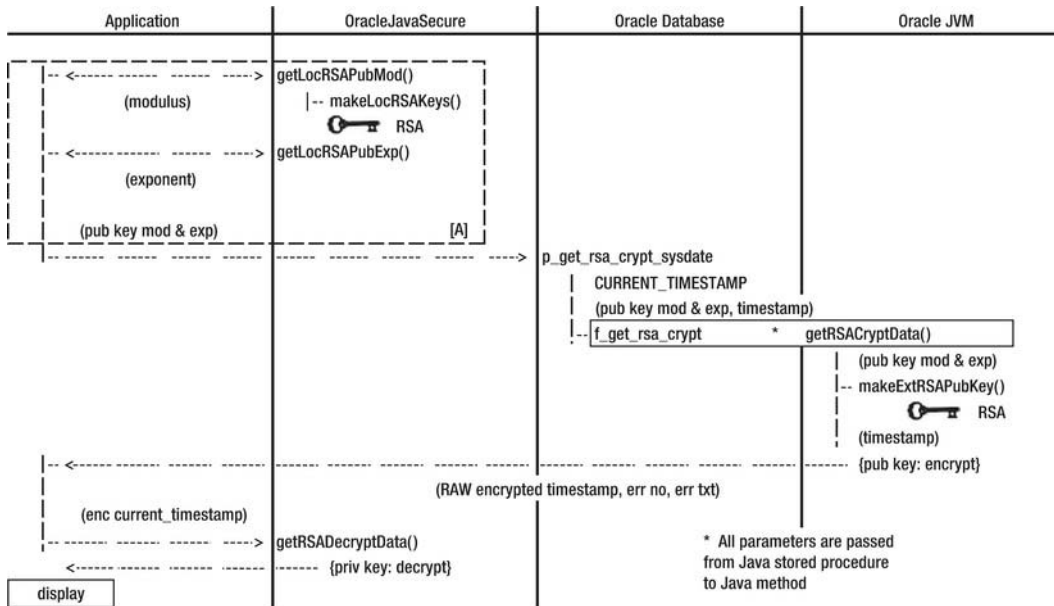 Application OracleJavaSecure Oracle Database Oracle JVM
getLocRSAPubMod()
(modulus) makeLocRSAKeys()
RSA
getLocRSAPubExp()
(exponent)
(pub key mod & exp) [A]
p_get_rsa_crypt_sysdate
CURRENT_TIMESTAMP
(pub key mod & exp, timestamp)
f_get_rsa_crypt * getRSACryptData()
(pub key mod & exp)
makeExtRSAPubKey()
RSA
(timestamp)
{pub key: encrypt}
(RAW encrypted timestamp, err no, err txt)
(enc current_timestamp)
getRSADecryptData()
{priv key: decrypt}
* All parameters are passed
from Java stored procedure
to Java method
display